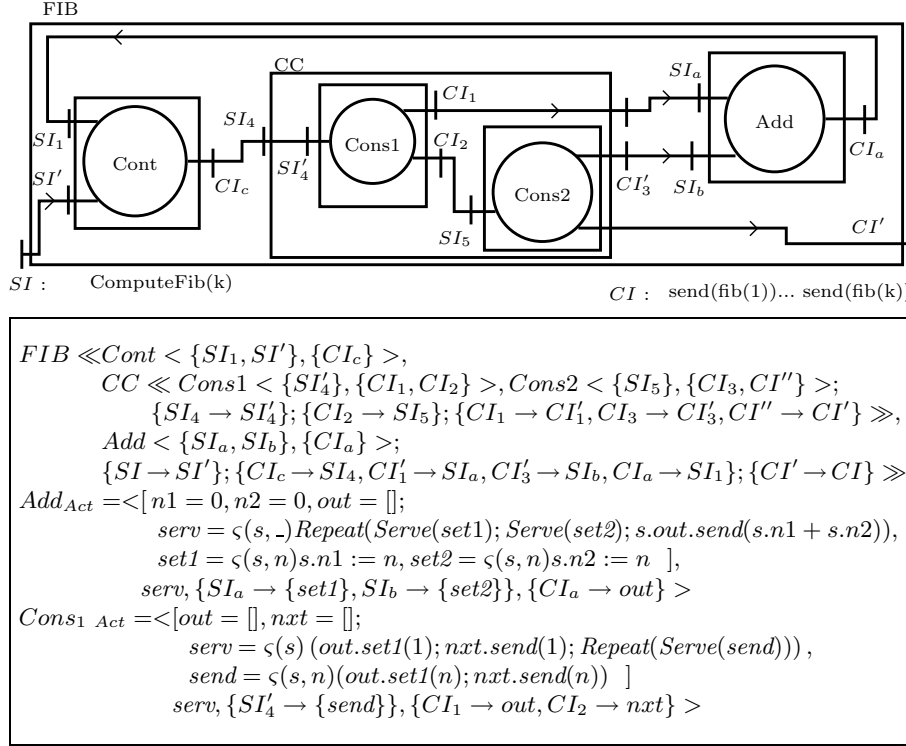 FIB
CC
SI_1
SI'
Cont
CI_c
SI_4
SI'_4
Cons1
CI_1
CI_2
SI_5
Cons2
CI'_3
SI_a
SI_b
Add
CI_a
CI'
SI : ComputeFib(k)
CI : send(fib(1))... send(fib(k)
FIB ≪Cont < {SI_1, SI'}, {CI_c} >,
CC ≪ Cons1 < {SI'_4}, {CI_1, CI_2} >, Cons2 < {SI_5}, {CI_3, CI''} >;
{SI_4 → SI'_4}; {CI_2 → SI_5}; {CI_1 → CI'_1, CI_3 → CI'_3, CI'' → CI'} ≫,
Add < {SI_a, SI_b}, {CI_a} >;
{SI → SI'}; {CI_c → SI_4, CI'_1 → SI_a, CI'_3 → SI_b, CI_a → SI_1}; {CI' → CI} ≫
Add_Act =<[ n1 = 0, n2 = 0, out = [];
serv = ς(s, _)Repeat(Serve(set1); Serve(set2); s.out.send(s.n1 + s.n2)),
set1 = ς(s, n)s.n1 := n, set2 = ς(s, n)s.n2 := n ],
serv, {SI_a → {set1}, SI_b → {set2}}, {CI_a → out} >
Cons_1 Act =<[out = [], nxt = [];
serv = ς(s) (out.set1(1); nxt.send(1); Repeat(Serve(send))) ,
send = ς(s, n)(out.set1(n); nxt.send(n)) ]
serv, {SI'_4 → {send}}, {CI_1 → out, CI_2 → nxt} >